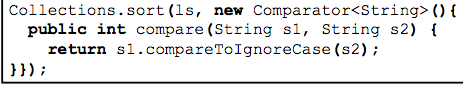 Collections.sort(ls, new Comparator<String>(){
  public int compare(String s1, String s2) {
    return s1.compareToIgnoreCase(s2);
}});